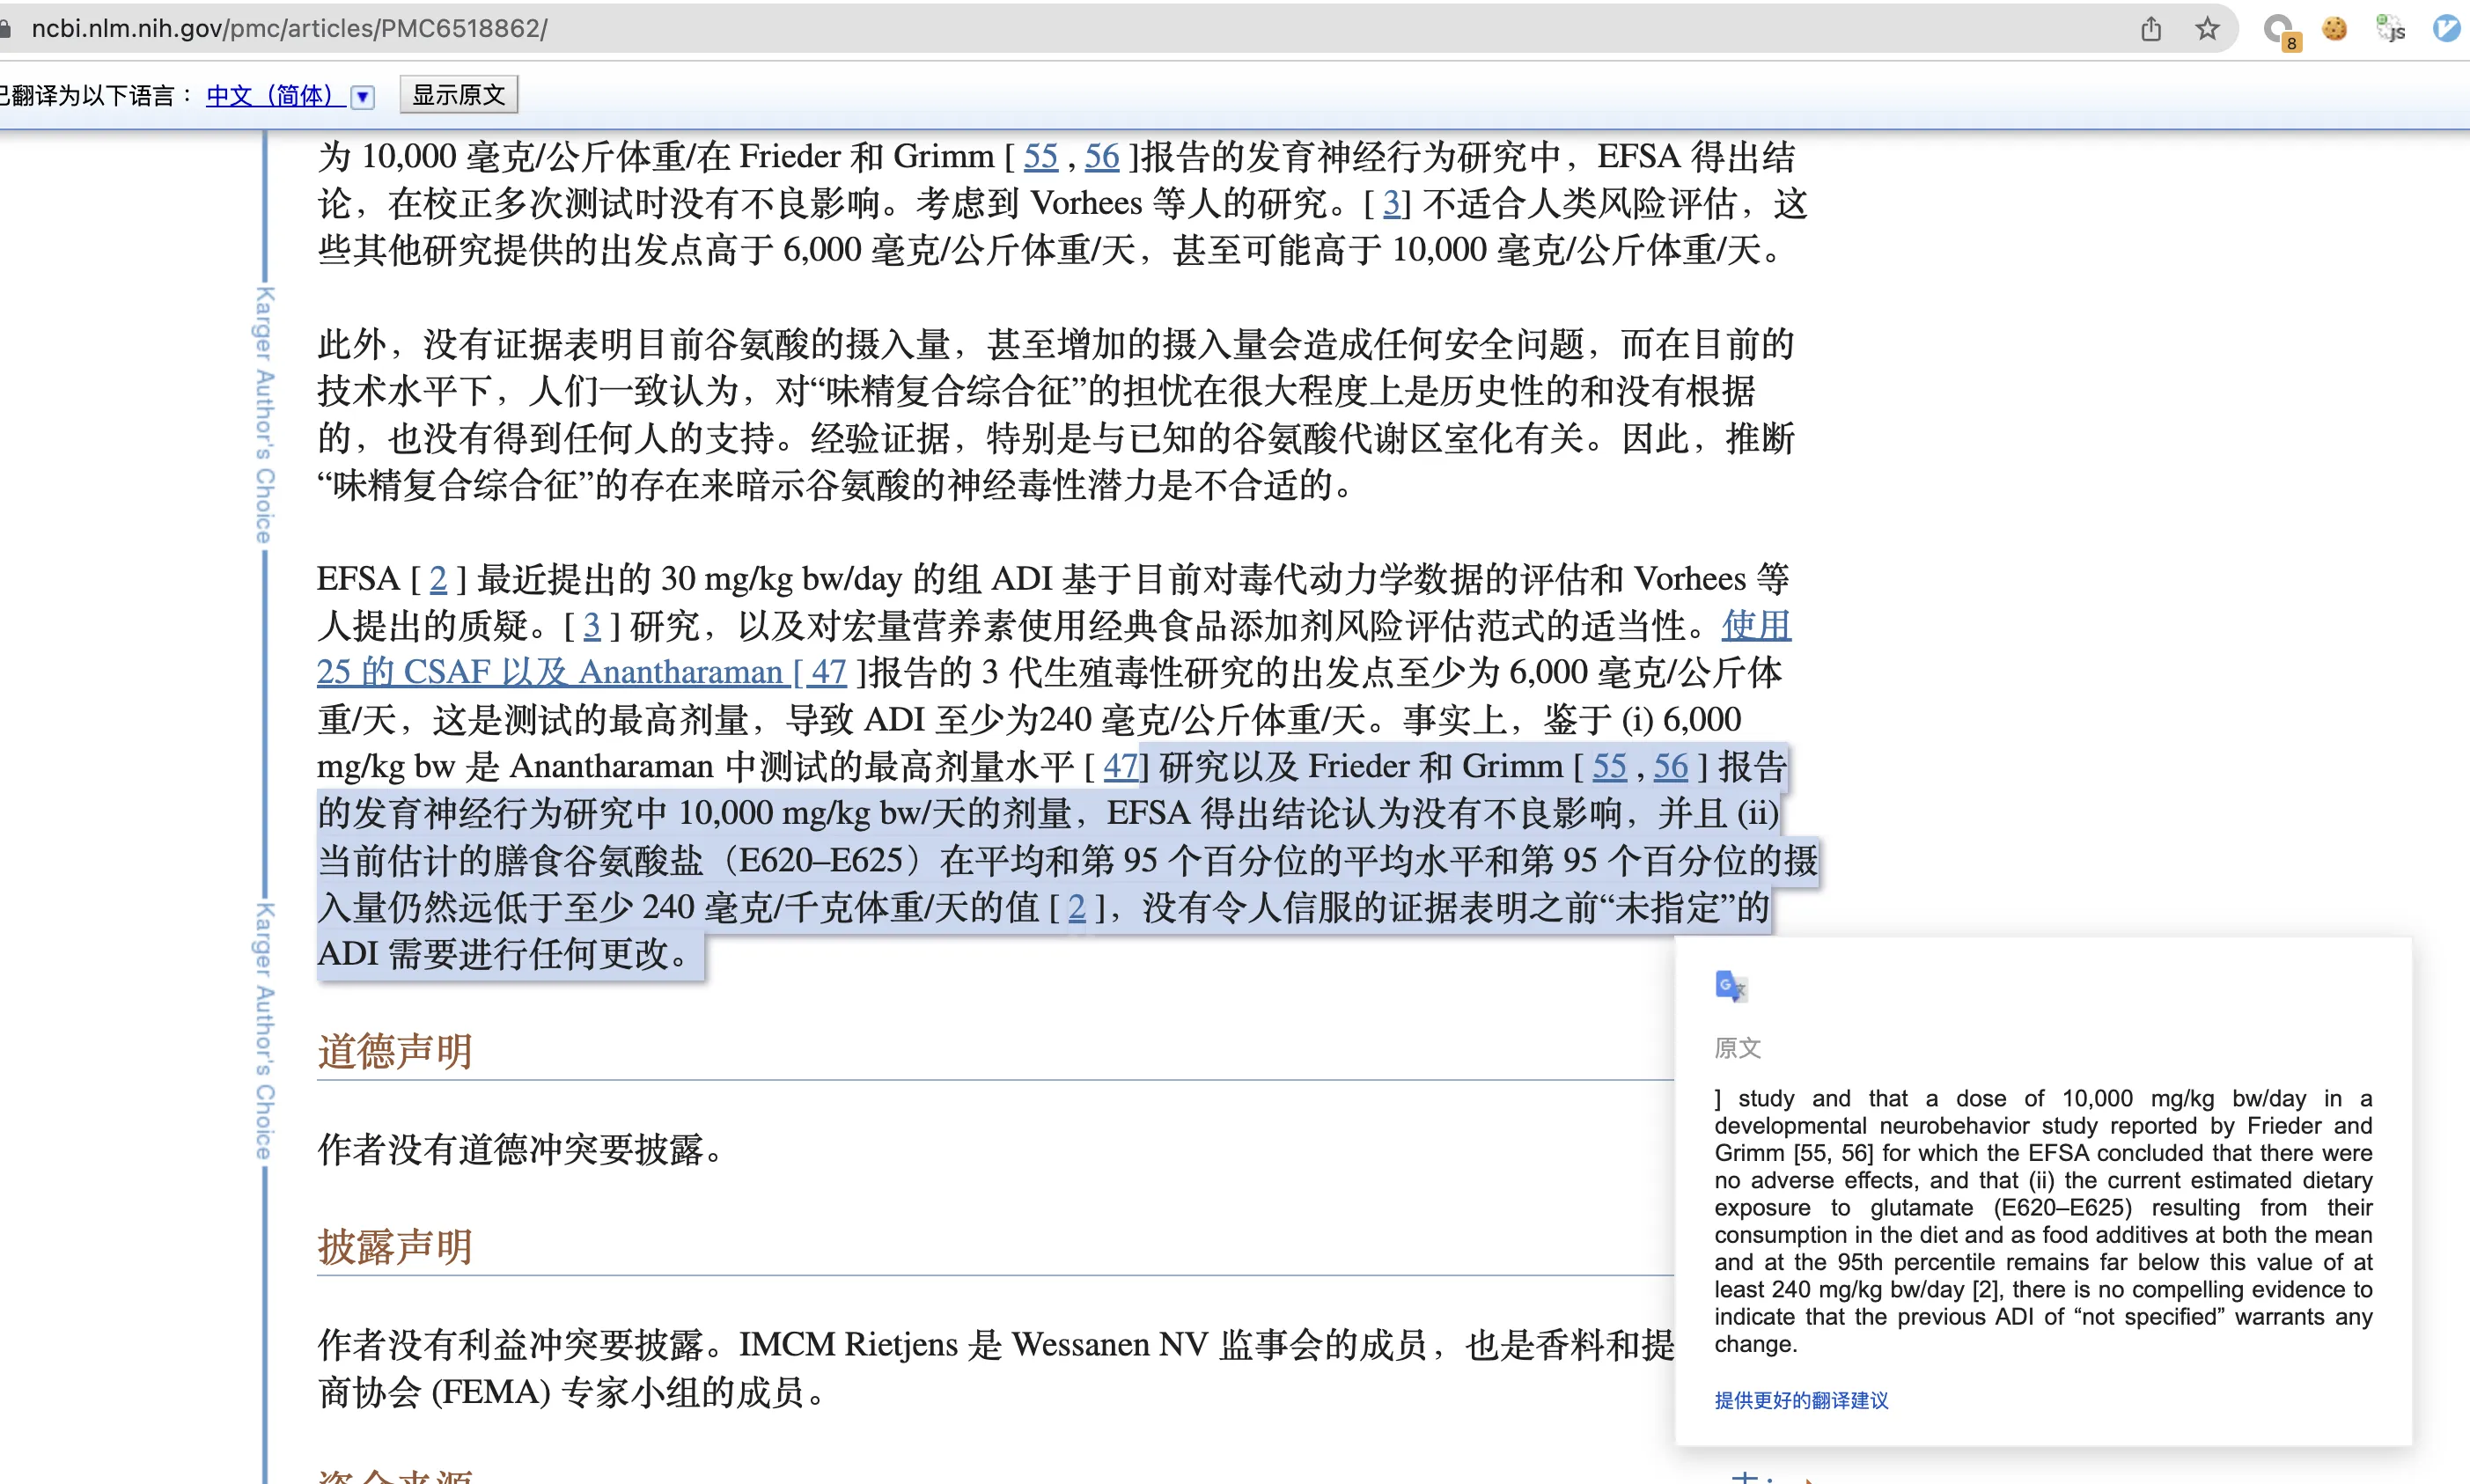 ncbi.nlm.nih.gov/pmc/articles/PMC6518862/
8
js
已翻译为以下语言： 中文（简体） 显示原文
为 10,000 毫克/公斤体重/在 Frieder 和 Grimm [ 55 , 56 ]报告的发育神经行为研究中，EFSA 得出结
论，在校正多次测试时没有不良影响。考虑到 Vorhees 等人的研究。[ 3] 不适合人类风险评估，这
些其他研究提供的出发点高于 6,000 毫克/公斤体重/天，甚至可能高于 10,000 毫克/公斤体重/天。
此外，没有证据表明目前谷氨酸的摄入量，甚至增加的摄入量会造成任何安全问题，而在目前的
技术水平下，人们一致认为，对“味精复合综合征”的担忧在很大程度上是历史性的和没有根据
的，也没有得到任何人的支持。经验证据，特别是与已知的谷氨酸代谢区室化有关。因此，推断
“味精复合综合征”的存在来暗示谷氨酸的神经毒性潜力是不合适的。
EFSA [ 2 ] 最近提出的 30 mg/kg bw/day 的组 ADI 基于目前对毒代动力学数据的评估和 Vorhees 等
人提出的质疑。[ 3 ] 研究，以及对宏量营养素使用经典食品添加剂风险评估范式的适当性。使用
25 的 CSAF 以及 Anantharaman [ 47 ]报告的 3 代生殖毒性研究的出发点至少为 6,000 毫克/公斤体
重/天，这是测试的最高剂量，导致 ADI 至少为240 毫克/公斤体重/天。事实上，鉴于 (i) 6,000
mg/kg bw 是 Anantharaman 中测试的最高剂量水平 [ 47] 研究以及 Frieder 和 Grimm [ 55 , 56 ] 报告
的发育神经行为研究中 10,000 mg/kg bw/天的剂量，EFSA 得出结论认为没有不良影响，并且 (ii)
当前估计的膳食谷氨酸盐（E620–E625）在平均和第 95 个百分位的平均水平和第 95 个百分位的摄
入量仍然远低于至少 240 毫克/千克体重/天的值 [ 2 ]，没有令人信服的证据表明之前“未指定”的
ADI 需要进行任何更改。
道德声明
作者没有道德冲突要披露。
披露声明
作者没有利益冲突要披露。IMCM Rietjens 是 Wessanen NV 监事会的成员，也是香料和提
商协会 (FEMA) 专家小组的成员。
资金来源
Karger Author's Choice
Karger Author's Choice
原文
] study and that a dose of 10,000 mg/kg bw/day in a
developmental neurobehavior study reported by Frieder and
Grimm [55, 56] for which the EFSA concluded that there were
no adverse effects, and that (ii) the current estimated dietary
exposure to glutamate (E620–E625) resulting from their
consumption in the diet and as food additives at both the mean
and at the 95th percentile remains far below this value of at
least 240 mg/kg bw/day [2], there is no compelling evidence to
indicate that the previous ADI of “not specified” warrants any
change.
提供更好的翻译建议